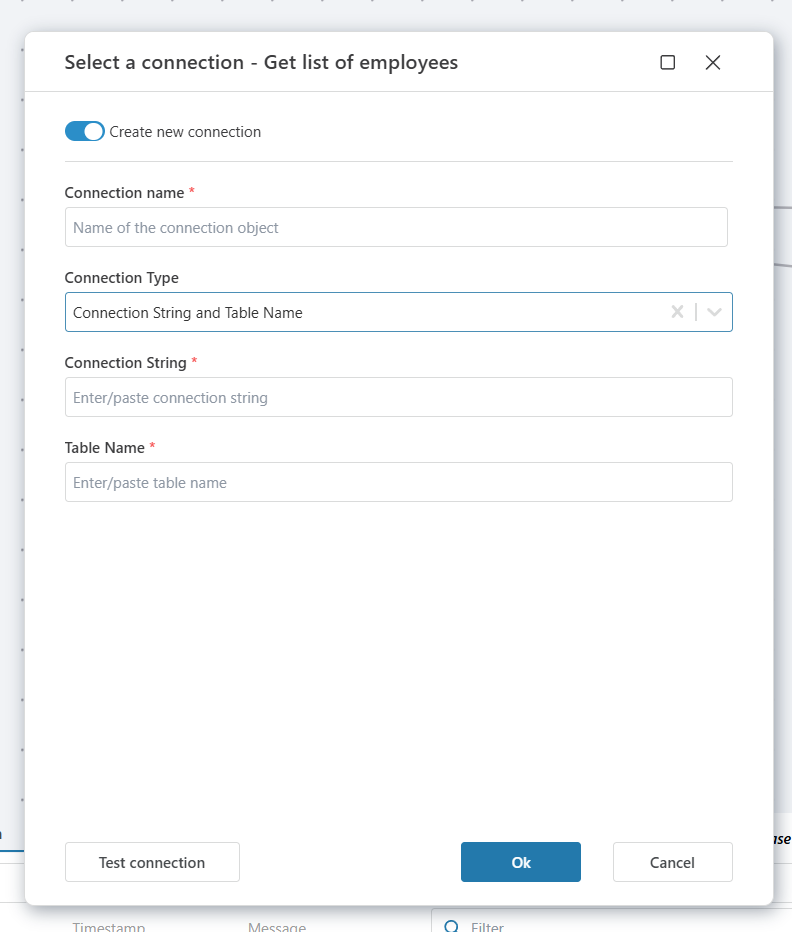 Select a connection - Get list of employees
Create new connection
Connection name *
Name of the connection object
Connection Type
Connection String and Table Name
Connection String *
Enter/paste connection string
Table Name *
Enter/paste table name
Test connection Ok Cancel
Timestamp Message Filter